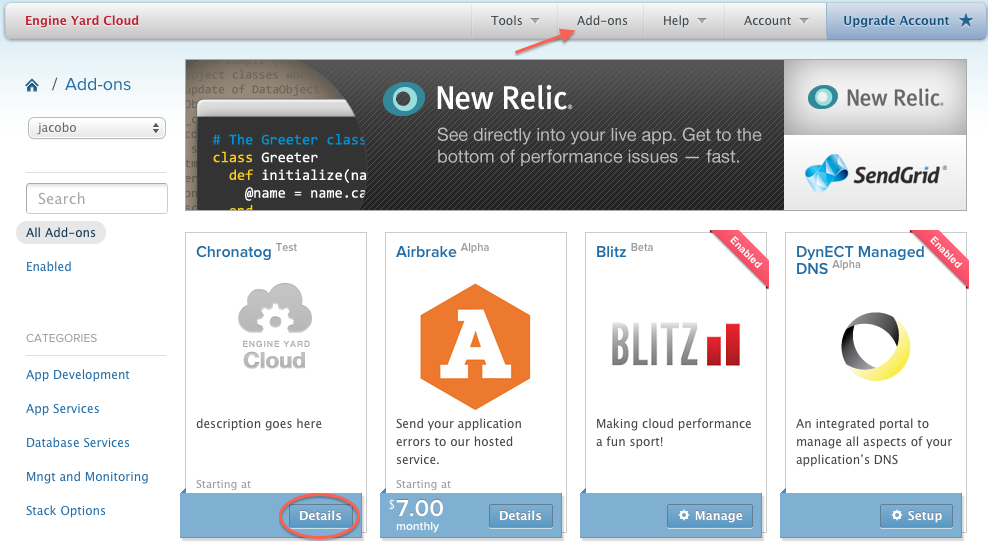 Engine Yard Cloud
Tools
Add-ons
Help
Account
Upgrade Account
/ Add-ons
jacobo
Search
All Add-ons
Enabled
CATEGORIES
App Development
App Services
Database Services
Mngt and Monitoring
Stack Options
update of DataObject
# The Greeter class
class Greeter
def initialize(na
@name = name.ca
end
New Relic.
See directly into your live app. Get to the
bottom of performance issues — fast.
New Relic.
SendGrid®
Chronatog Test
ENGINE YARD
Cloud
description goes here
Starting at
Details
Airbrake Alpha
A
Send your application
errors to our hosted
service.
Starting at
$7.00
monthly
Details
Blitz Beta
Enabled
BLITZ
Making cloud performance
a fun sport!
Manage
DynECT Managed
DNS Alpha
Enabled
An integrated portal to
manage all aspects of your
application's DNS
Setup